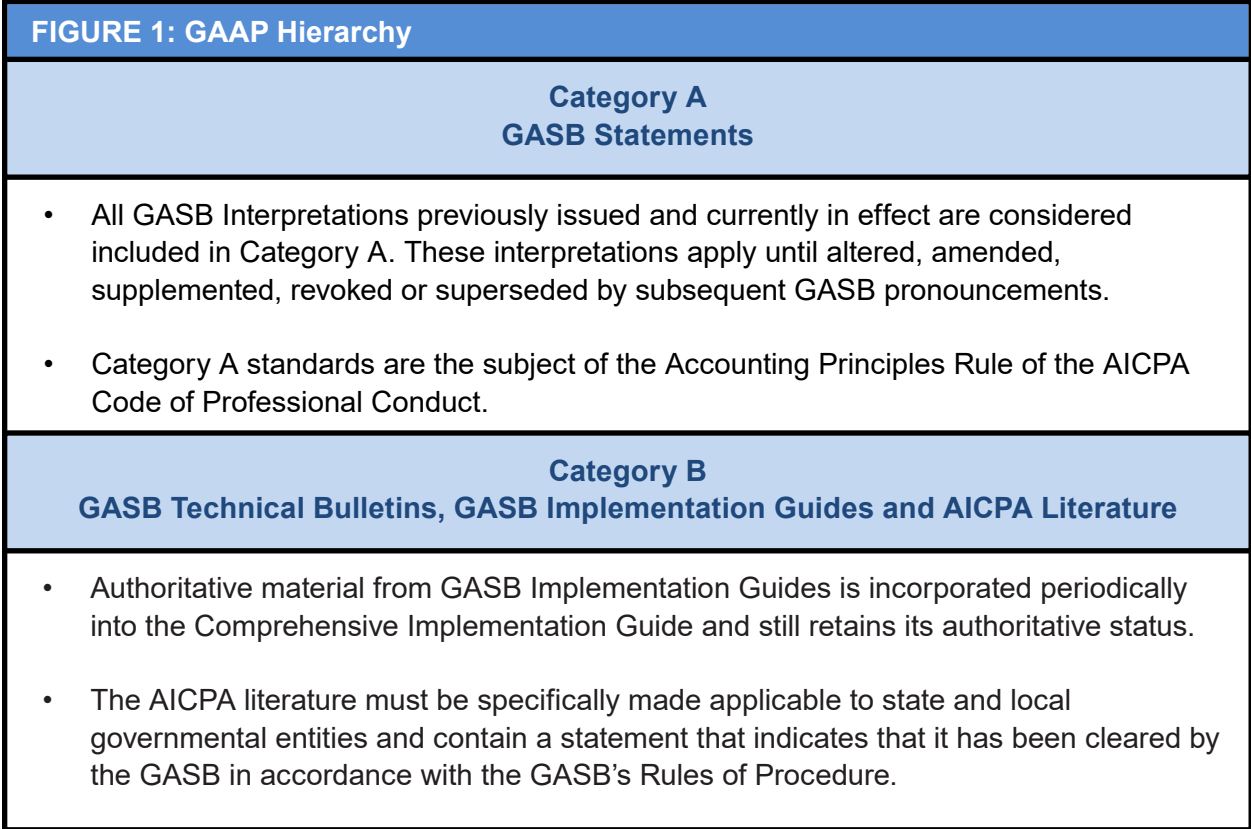 FIGURE 1: GAAP Hierarchy
Category A
GASB Statements
• All GASB Interpretations previously issued and currently in effect are considered
included in Category A. These interpretations apply until altered, amended,
supplemented, revoked or superseded by subsequent GASB pronouncements.
• Category A standards are the subject of the Accounting Principles Rule of the AICPA
Code of Professional Conduct.
Category B
GASB Technical Bulletins, GASB Implementation Guides and AICPA Literature
• Authoritative material from GASB Implementation Guides is incorporated periodically
into the Comprehensive Implementation Guide and still retains its authoritative status.
• The AICPA literature must be specifically made applicable to state and local
governmental entities and contain a statement that indicates that it has been cleared by
the GASB in accordance with the GASB’s Rules of Procedure.